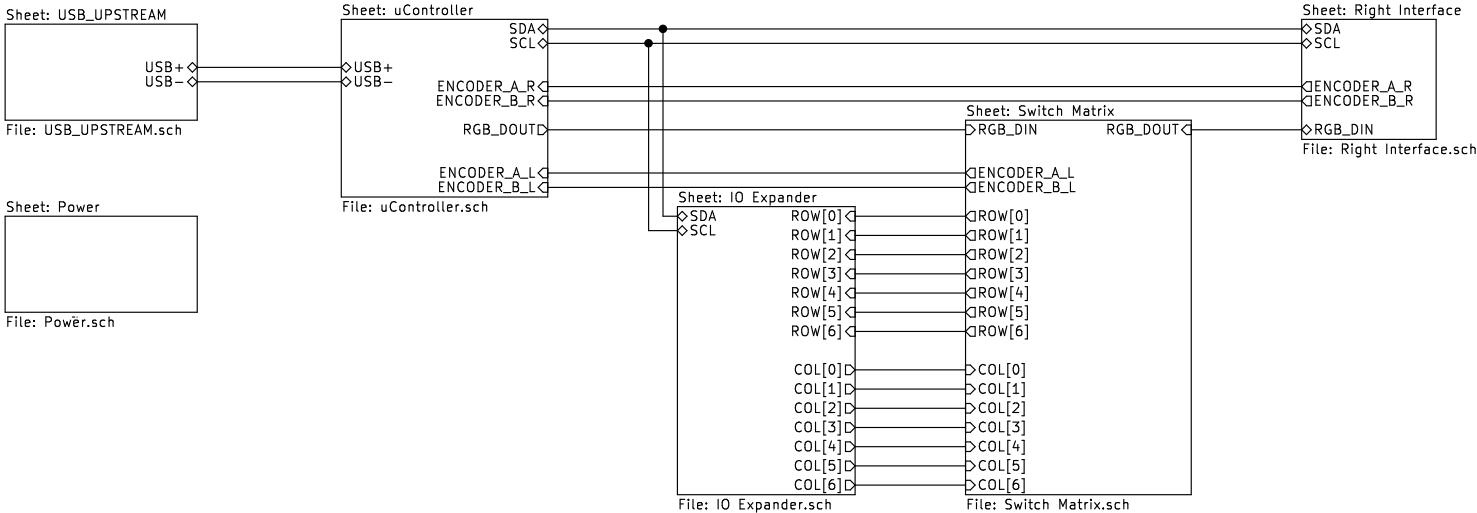 Sheet: USB_UPSTREAM
USB+
USB-
File: USB_UPSTREAM.sch
Sheet: Power
File: Power.sch
Sheet: uController
SDA
SCL
USB+
USB-
ENCODER_A_R
ENCODER_B_R
RGB_DOUT
ENCODER_A_L
ENCODER_B_L
File: uController.sch
Sheet: IO Expander
SDA
SCL
ROW[0]
ROW[1]
ROW[2]
ROW[3]
ROW[4]
ROW[5]
ROW[6]
COL[0]
COL[1]
COL[2]
COL[3]
COL[4]
COL[5]
COL[6]
File: IO Expander.sch
Sheet: Switch Matrix
RGB_DIN
RGB_DOUT
ENCODER_A_L
ENCODER_B_L
ROW[0]
ROW[1]
ROW[2]
ROW[3]
ROW[4]
ROW[5]
ROW[6]
COL[0]
COL[1]
COL[2]
COL[3]
COL[4]
COL[5]
COL[6]
File: Switch Matrix.sch
Sheet: Right Interface
SDA
SCL
ENCODER_A_R
ENCODER_B_R
RGB_DIN
File: Right Interface.sch